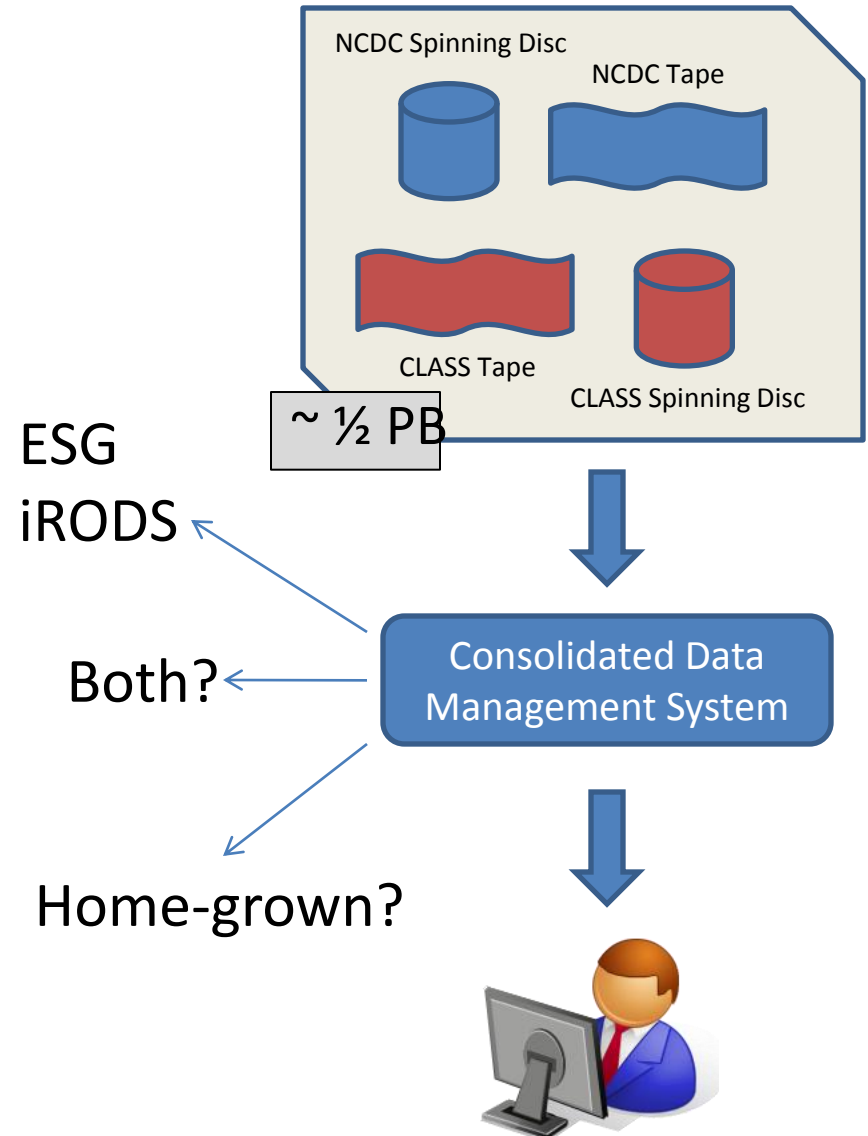 NCDC Spinning Disc
NCDC Tape
CLASS Tape
CLASS Spinning Disc
~ ½ PB
ESG
iRODS
Both?
Home-grown?
Consolidated Data
Management System